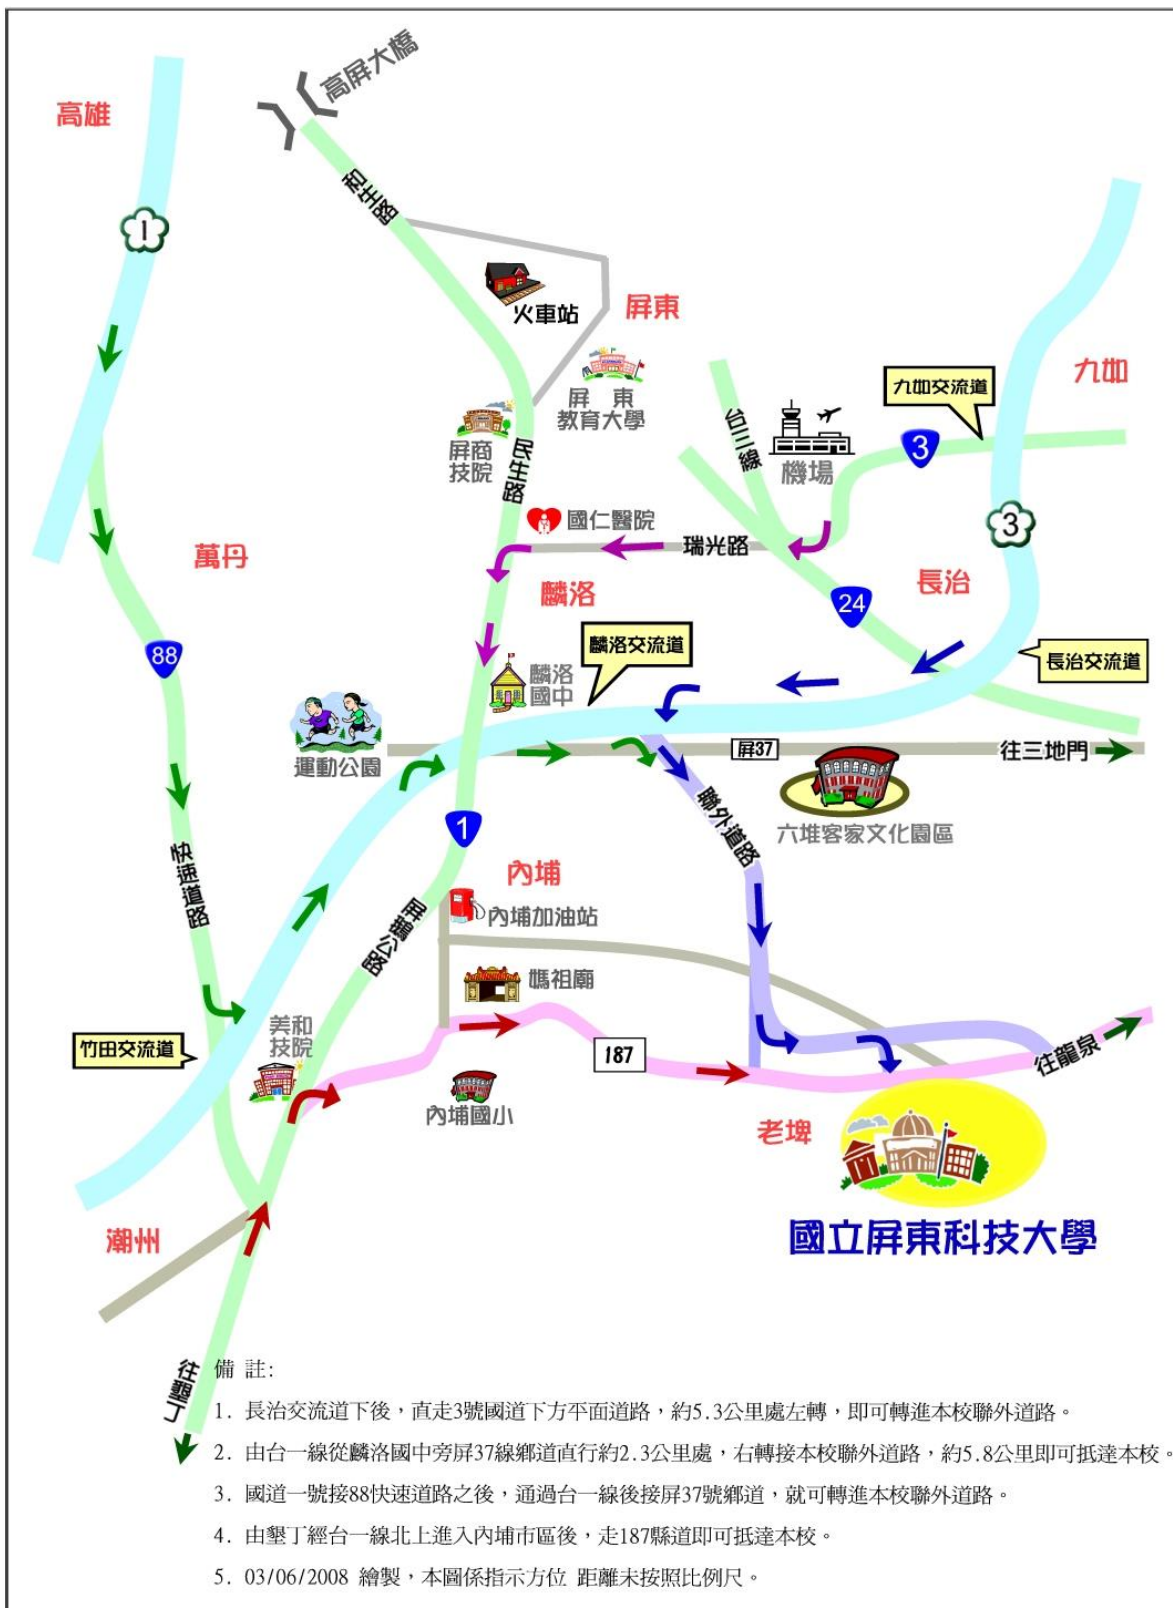 高屏大橋
高雄
1
民生路
火車站
屏東
九如
九如交流道
屏東
教育大學
台三線
3
機場
屏商
技院
民生路
國仁醫院
瑞光路
3
萬丹
麟洛
24
長治
88
麟洛交流道
長治交流道
麟洛
國中
運動公園
屏37
往三地門
聯外道路
六堆客家文化園區
1
快速道路
內埔
內埔加油站
屏鵝公路
媽祖廟
美和
技院
竹田交流道
187
往龍泉
內埔國小
老埤
潮州
國立屏東科技大學
往墾丁
備 註:
1. 長治交流道下後，直走3號國道下方平面道路，約5.3公里處左轉，即可轉進本校聯外道路。
2. 由台一線從麟洛國中旁屏37線鄉道直行約2.3公里處，右轉接本校聯外道路，約5.8公里即可抵達本校。
3. 國道一號接88快速道路之後，通過台一線後接屏37號鄉道，就可轉進本校聯外道路。
4. 由墾丁經台一線北上進入內埔市區後，走187縣道即可抵達本校。
5. 03/06/2008 繪製，本圖係指示方位 距離未按照比例尺。